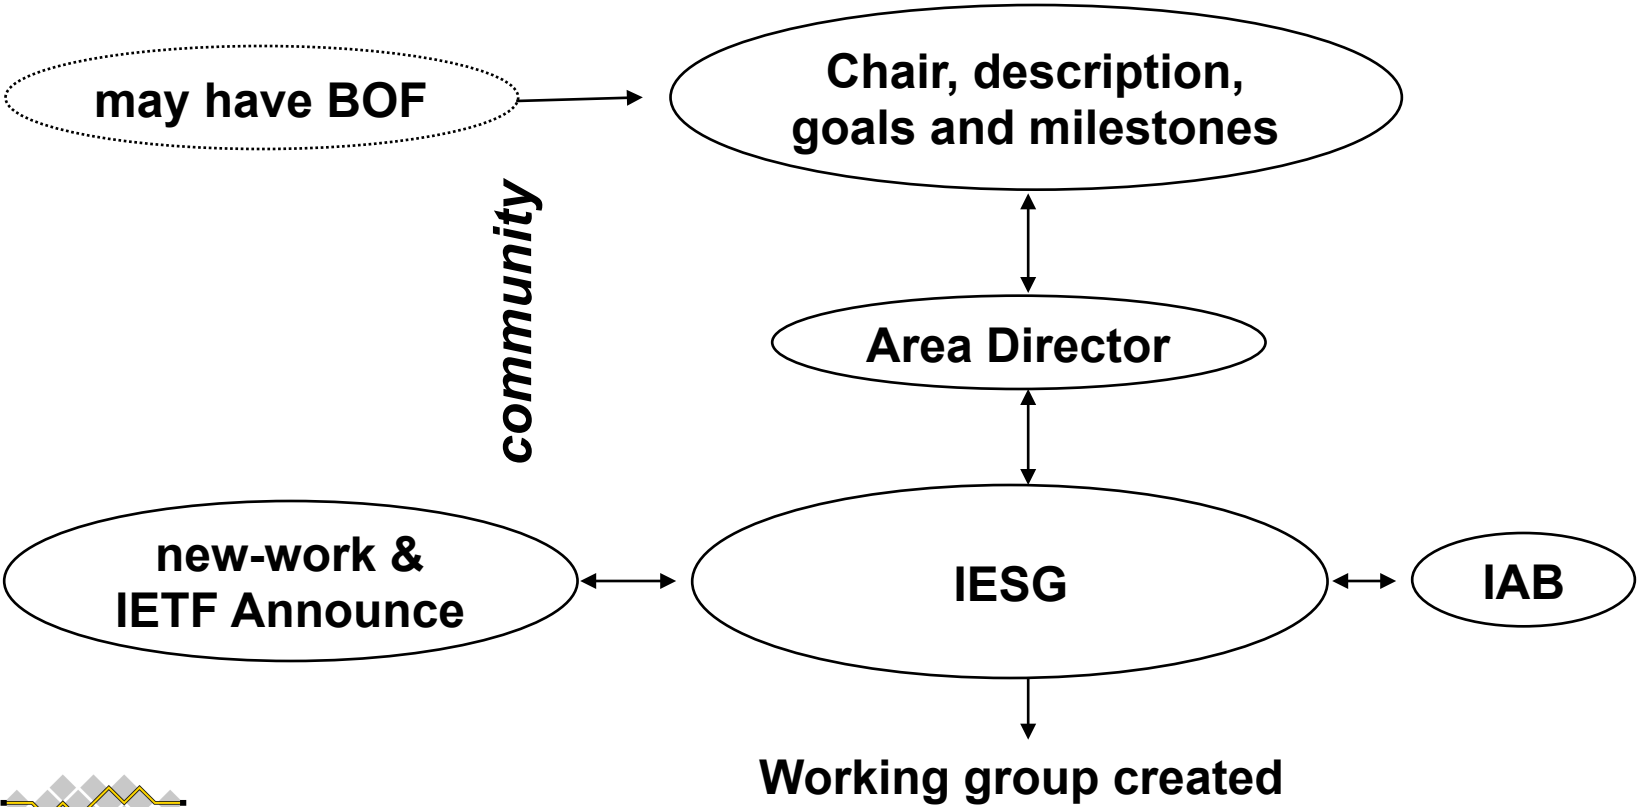 may have BOF
Chair, description,
goals and milestones
community
Area Director
new-work &
IETF Announce
IESG
IAB
Working group created